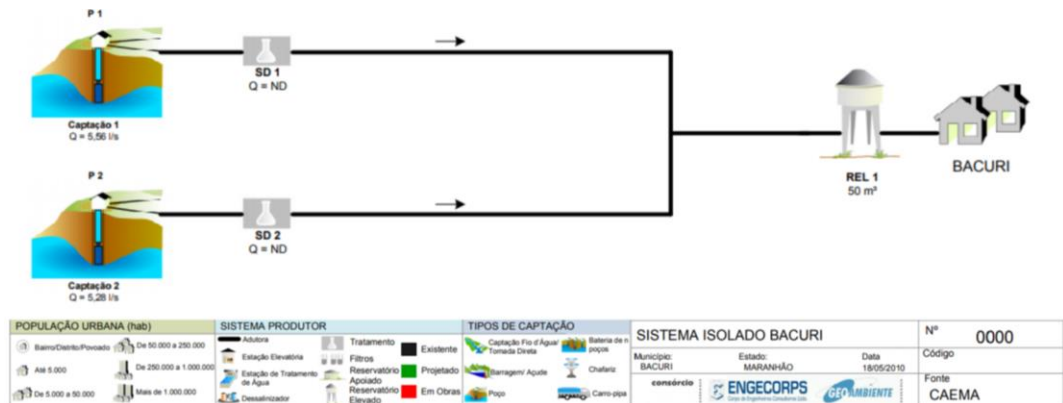 P 1
SD 1
Q = ND
Captação 1
Q = 5,56 l/s
REL 1
50 m³
BACURI
P 2
SD 2
Q = ND
Captação 2
Q = 5,28 l/s
POPULAÇÃO URBANA (hab)
Bairro/Distrito/Povoado
De 50.000 a 250.000
Até 5.000
De 250.000 a 1.000.000
De 5.000 a 50.000
Mais de 1.000.000
SISTEMA PRODUTOR
Adutora
Estação Elevatória
Estação de Tratamento
de Água
Dessalinizador
Tratamento
Filtros
Reservatório
Apoiado
Reservatório
Elevado
Existente
Projetado
Em Obras
TIPOS DE CAPTAÇÃO
Captação Fio d'Água/
Tomada Direta
Barragem/ Açude
Poço
Bateria de n
poços
Chafariz
Carro-pipa
SISTEMA ISOLADO BACURI
Município:
BACURI
Estado:
MARANHÃO
Data
18/05/2010
consórcio
ENGECORPS
GEOAMBIENTE
Nº
0000
Código
Fonte
CAEMA